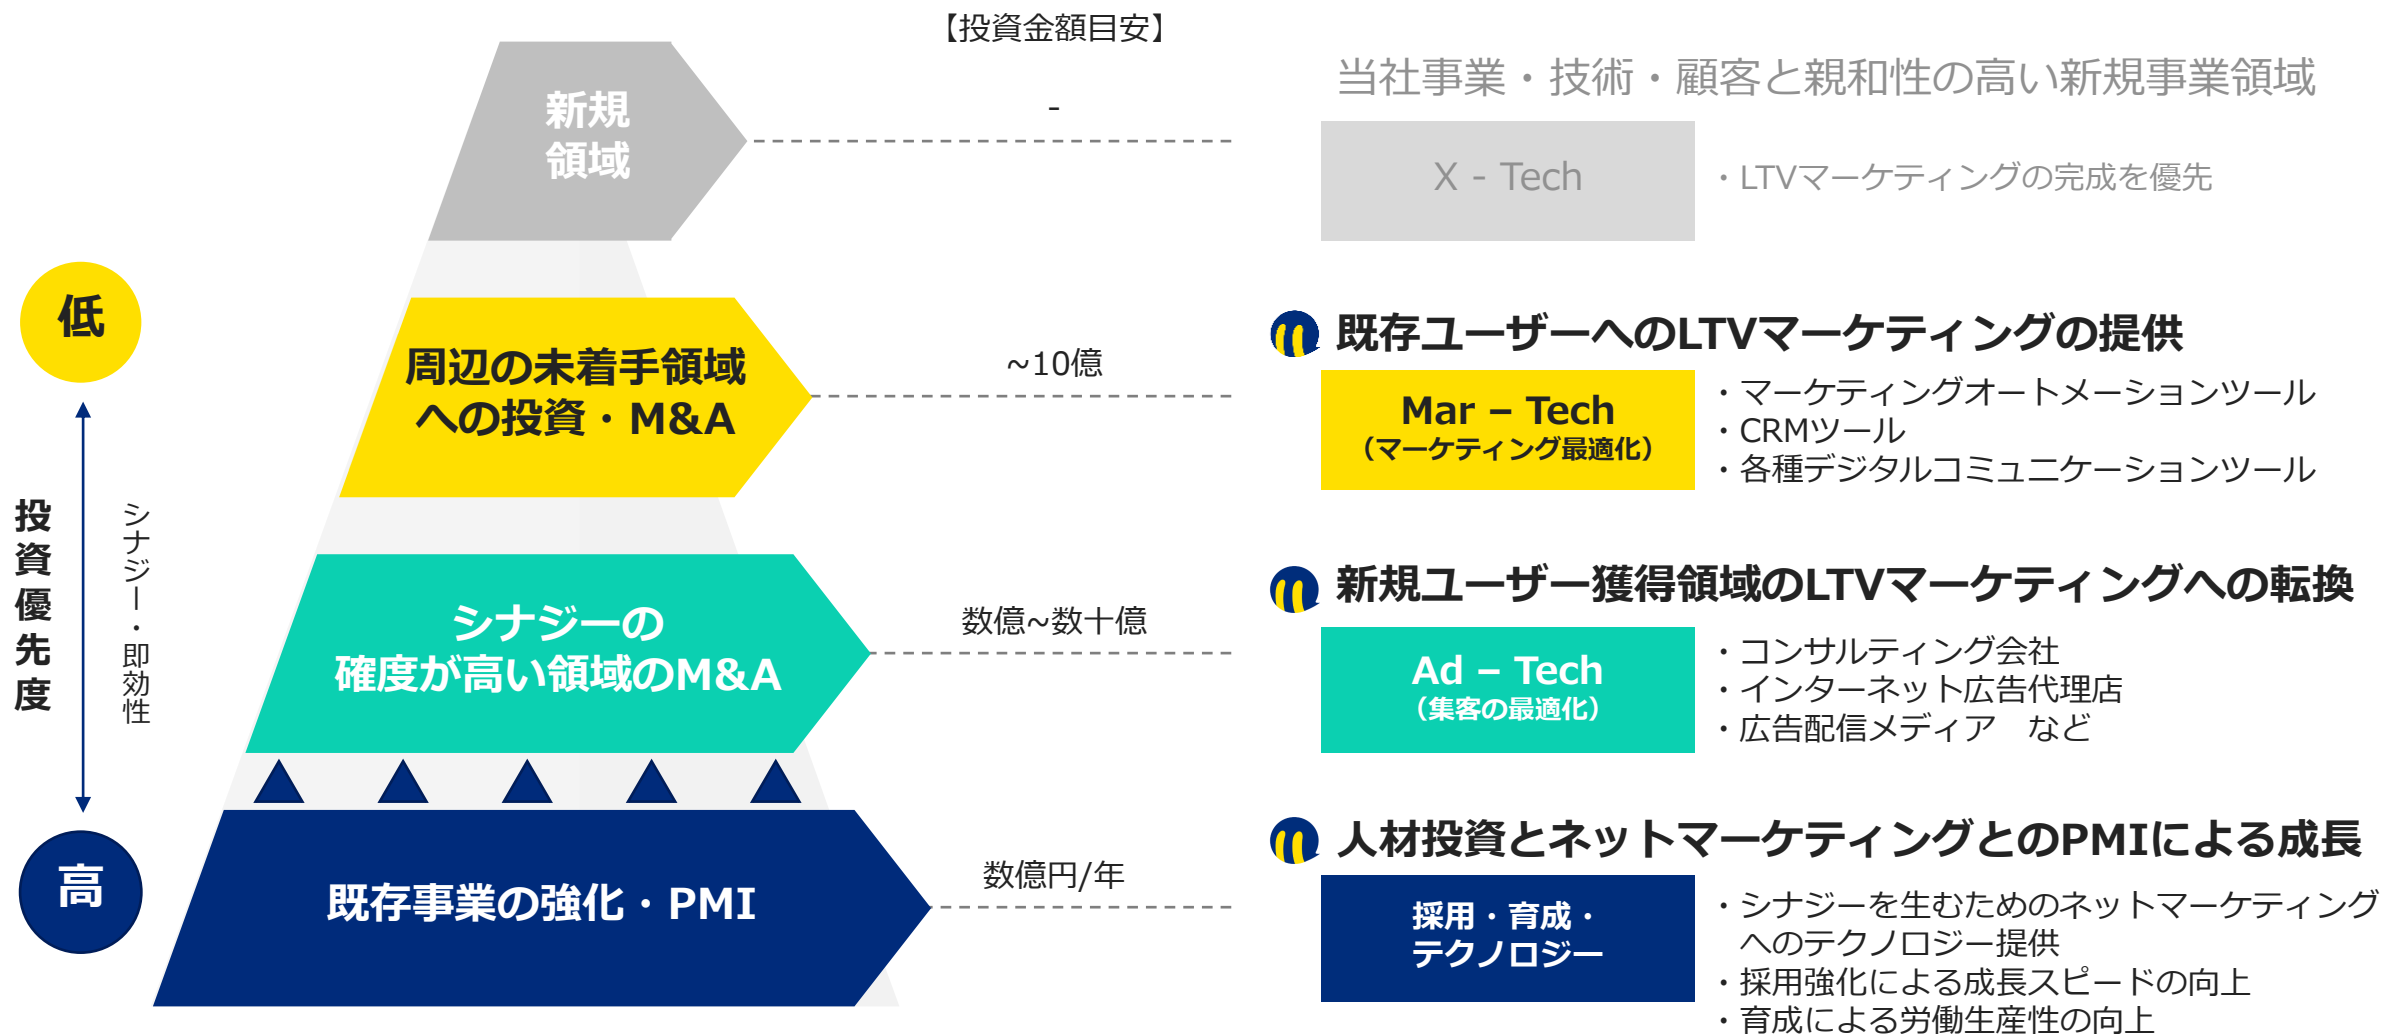 【投資金額目安】
新規
領域
-
当社事業・技術・顧客と親和性の高い新規事業領域
X - Tech
・LTVマーケティングの完成を優先
低
周辺の未着手領域
への投資・M&A
~10億
既存ユーザーへのLTVマーケティングの提供
Mar – Tech
（マーケティング最適化）
・マーケティングオートメーションツール
・CRMツール
・各種デジタルコミュニケーションツール
投資優先度
シナジー・即効性
シナジーの
確度が高い領域のM&A
数億~数十億
新規ユーザー獲得領域のLTVマーケティングへの転換
Ad – Tech
（集客の最適化）
・コンサルティング会社
・インターネット広告代理店
・広告配信メディア　など
高
既存事業の強化・PMI
数億円/年
人材投資とネットマーケティングとのPMIによる成長
採用・育成・
テクノロジー
・シナジーを生むためのネットマーケティング
へのテクノロジー提供
・採用強化による成長スピードの向上
・育成による労働生産性の向上